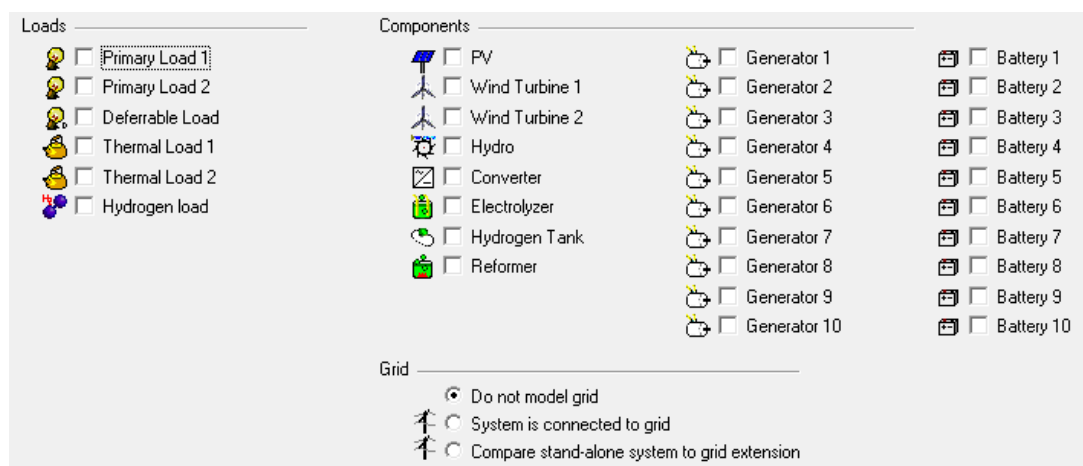 Loads
Primary Load 1
Primary Load 2
Deferrable Load
Thermal Load 1
Thermal Load 2
Hydrogen load
Components
PV
Wind Turbine 1
Wind Turbine 2
Hydro
Converter
Electrolyzer
Hydrogen Tank
Reformer
Generator 1
Generator 2
Generator 3
Generator 4
Generator 5
Generator 6
Generator 7
Generator 8
Generator 9
Generator 10
Battery 1
Battery 2
Battery 3
Battery 4
Battery 5
Battery 6
Battery 7
Battery 8
Battery 9
Battery 10
Grid
Do not model grid
System is connected to grid
Compare stand-alone system to grid extension